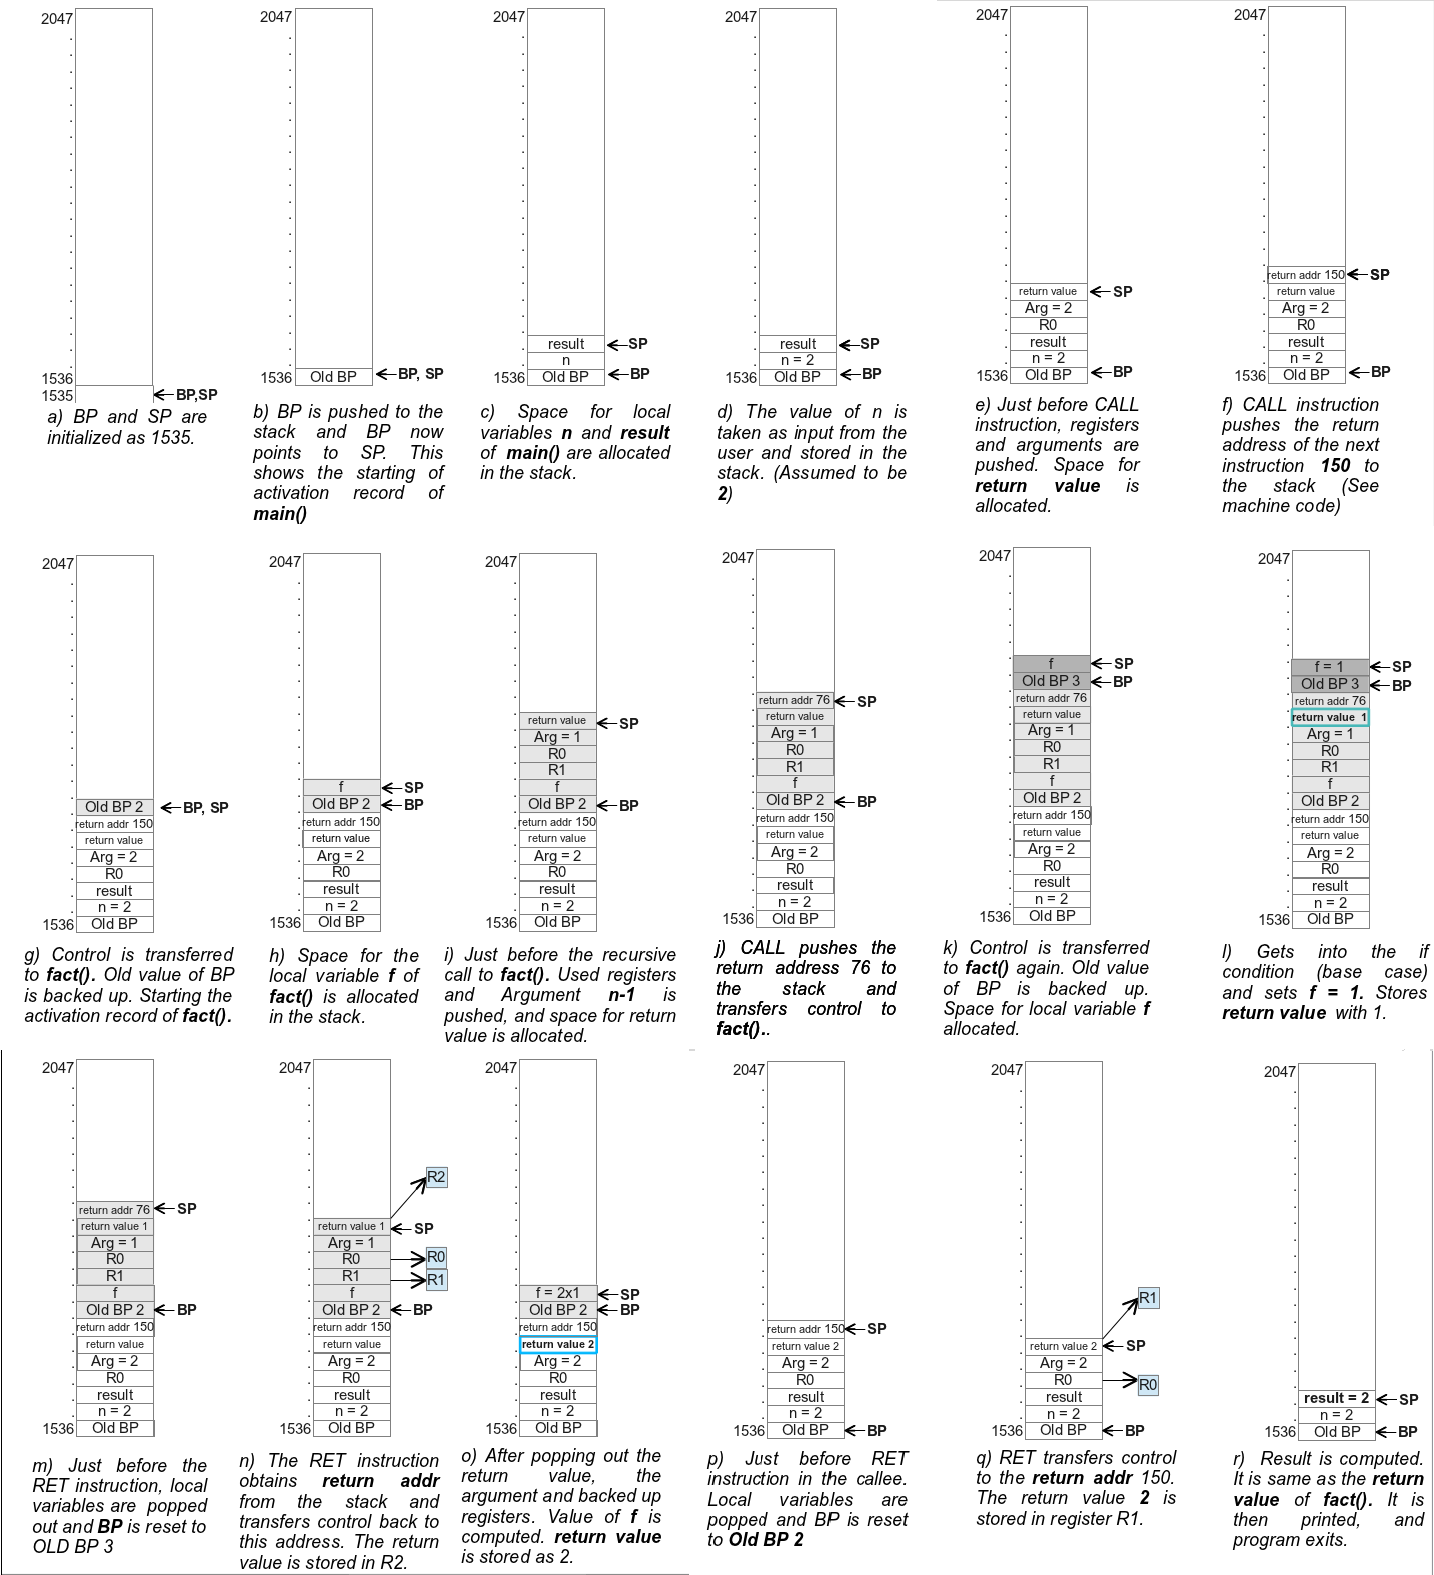 2047
1536
1535
BP,SP
a) BP and SP are
initialized as 1535.
2047
1536
Old BP
BP, SP
b) BP is pushed to the
stack and BP now
points to SP. This
shows the starting of
activation record of
main()
2047
result
SP
n
1536
Old BP
BP
c) Space for local
variables n and result
of main() are allocated
in the stack.
2047
result
SP
n = 2
1536
Old BP
BP
d) The value of n is
taken as input from the
user and stored in the
stack. (Assumed to be
2)
2047
return value
SP
Arg = 2
R0
result
n = 2
1536
Old BP
BP
e) Just before CALL
instruction, registers
and arguments are
pushed. Space for
return value is
allocated.
2047
return addr 150
SP
return value
Arg = 2
R0
result
n = 2
1536
Old BP
BP
f) CALL instruction
pushes the return
address of the next
instruction 150 to
the stack (See
machine code)
2047
Old BP 2
BP, SP
return addr 150
return value
Arg = 2
R0
result
n = 2
1536
Old BP
g) Control is transferred
to fact(). Old value of BP
is backed up. Starting the
activation record of fact().
2047
f
SP
Old BP 2
BP
return addr 150
return value
Arg = 2
R0
result
n = 2
1536
Old BP
h) Space for the
local variable f of
fact() is allocated
in the stack.
2047
return value
SP
Arg = 1
R0
R1
f
Old BP 2
BP
return addr 150
return value
Arg = 2
R0
result
n = 2
1536
Old BP
i) Just before the recursive
call to fact(). Used registers
and Argument n-1 is
pushed, and space for return
value is allocated.
2047
return addr 76
SP
return value
Arg = 1
R0
R1
f
Old BP 2
BP
return addr 150
return value
Arg = 2
R0
result
n = 2
1536
Old BP
j) CALL pushes the
return address 76 to
the stack and
transfers control to
fact()..
2047
f
SP
Old BP 3
BP
return addr 76
return value
Arg = 1
R0
R1
f
Old BP 2
return addr 150
return value
Arg = 2
R0
result
n = 2
1536
Old BP
k) Control is transferred
to fact() again. Old value
of BP is backed up.
Space for local variable f
allocated.
2047
f = 1
SP
Old BP 3
BP
return addr 76
return value 1
Arg = 1
R0
R1
f
Old BP 2
return addr 150
return value
Arg = 2
R0
result
n = 2
1536
Old BP
l) Gets into the if
condition (base case)
and sets f = 1. Stores
return value with 1.
2047
return addr 76
SP
return value 1
Arg = 1
R0
R1
f
Old BP 2
BP
return addr 150
return value
Arg = 2
R0
result
n = 2
1536
Old BP
m) Just before the
RET instruction, local
variables are popped
out and BP is reset to
OLD BP 3
2047
R2
return value 1
SP
Arg = 1
R0
R0
R1
R1
f
Old BP 2
BP
return addr 150
return value
Arg = 2
R0
result
n = 2
1536
Old BP
n) The RET instruction
obtains return addr
from the stack and
transfers control back to
this address. The return
value is stored in R2.
2047
f = 2x1
SP
Old BP 2
BP
return addr 150
return value 2
Arg = 2
R0
result
n = 2
1536
Old BP
o) After popping out the
return value, the
argument and backed up
registers. Value of f is
computed. return value
is stored as 2.
2047
return addr 150
SP
return value 2
Arg = 2
R0
result
n = 2
1536
Old BP
BP
p) Just before RET
instruction in the callee.
Local variables are
popped and BP is reset
to Old BP 2
2047
R1
return value 2
SP
Arg = 2
R0
R0
result
n = 2
1536
Old BP
BP
q) RET transfers control
to the return addr 150.
The return value 2 is
stored in register R1.
2047
result = 2
SP
n = 2
1536
Old BP
BP
r) Result is computed.
It is same as the return
value of fact(). It is
then printed, and
program exits.